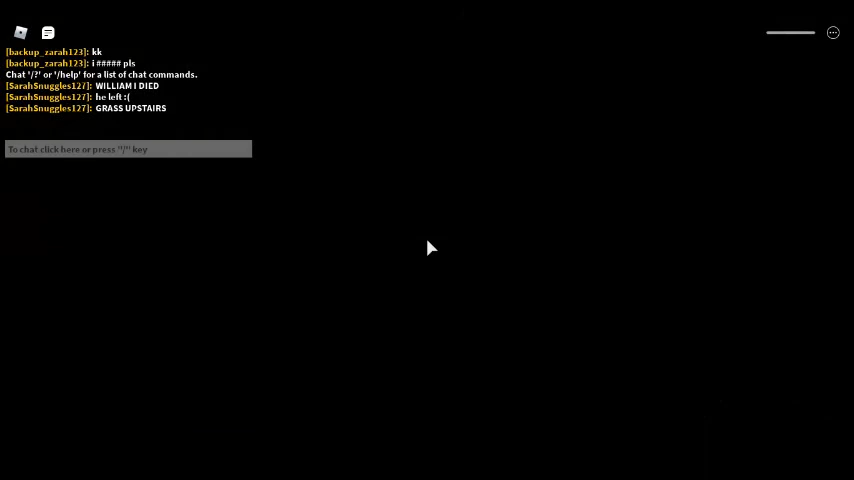 [backup_zarah123]: kk
[backup_zarah123]: i ##### pls
Chat '/?' or '/help' for a list of chat commands.
[SarahSnuggles127]: WILLIAM I DIED
[SarahSnuggles127]: he left :(
[SarahSnuggles127]: GRASS UPSTAIRS
To chat click here or press "/" key